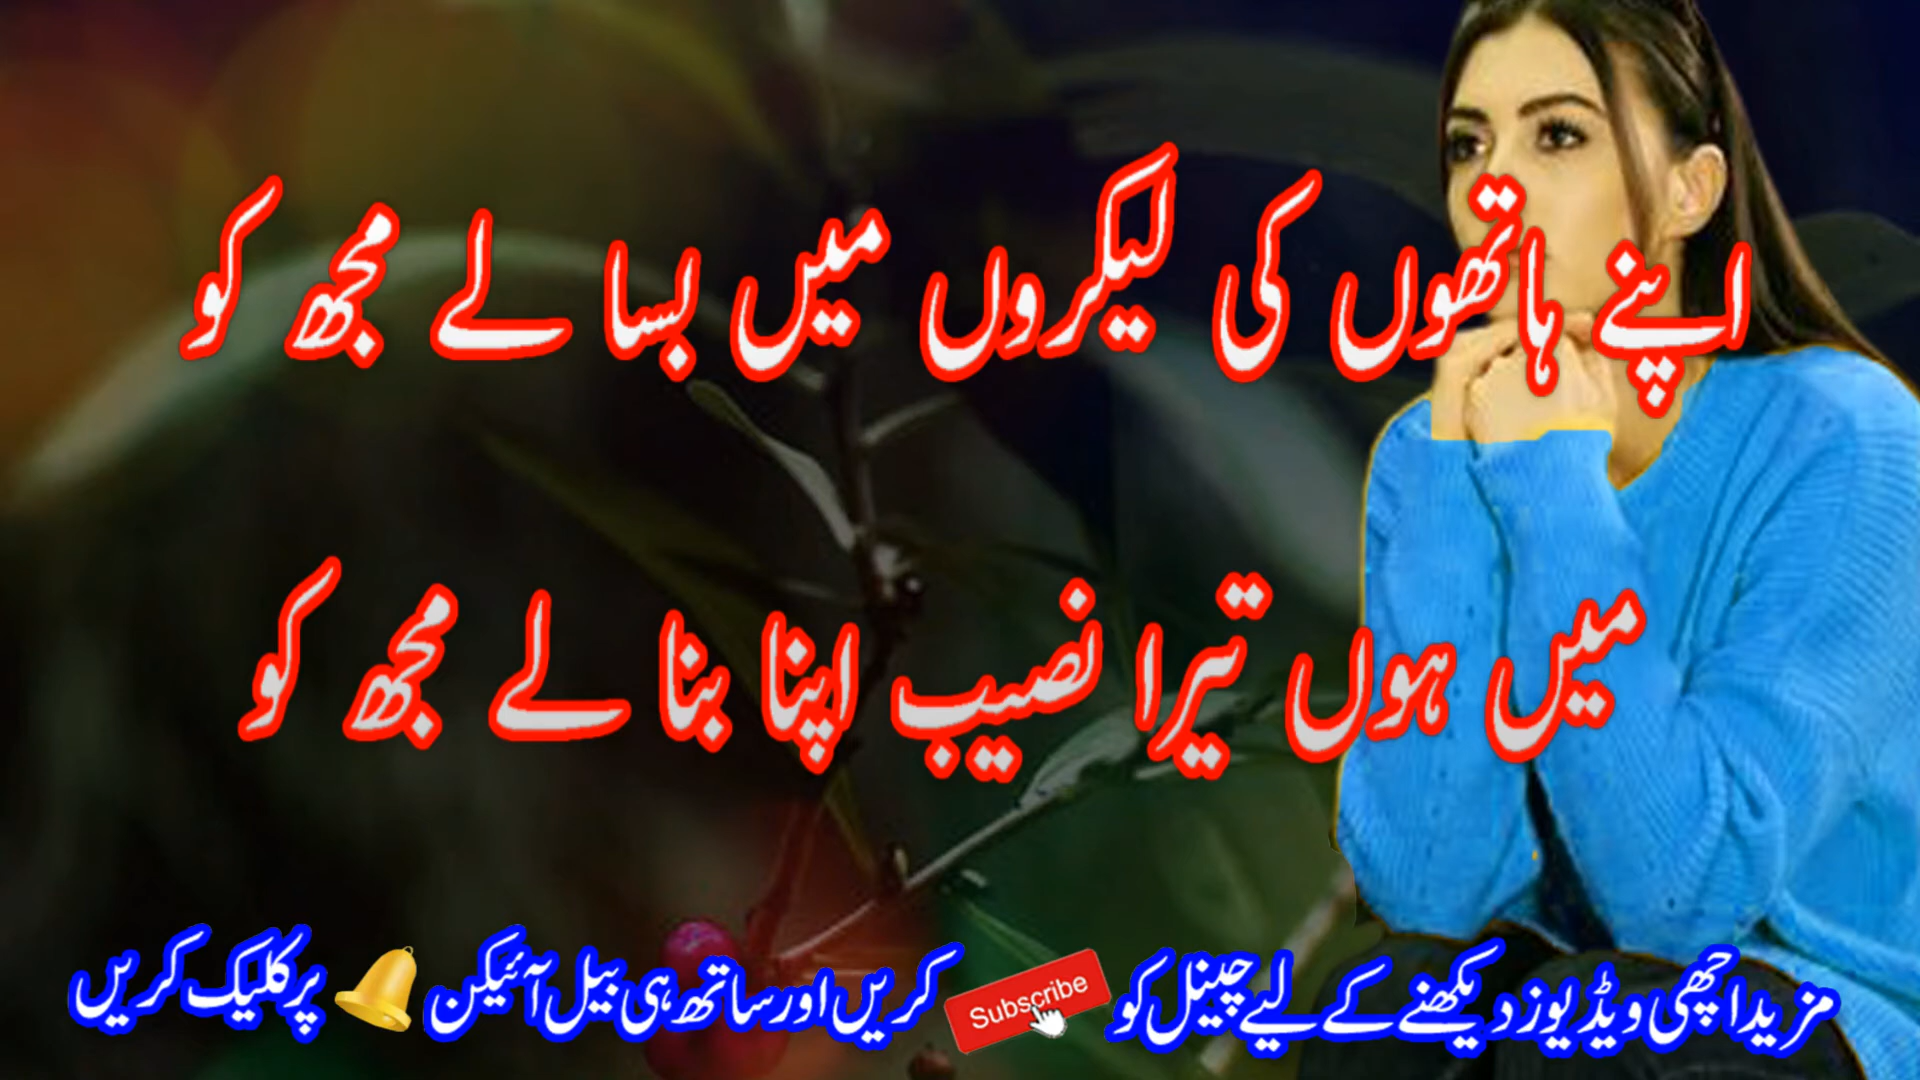 اپنے ہاتھوں کی لیکروں میں بسا لے مجھ کو
میں ہوں تیرا نصیب اپنا بنا لے مجھ کو
مزید اچھی ویڈیوز دیکھنے کے لیے چینل کو Subscribe کریں اور ساتھ ہی بیل آئیکن پر کلیک کریں